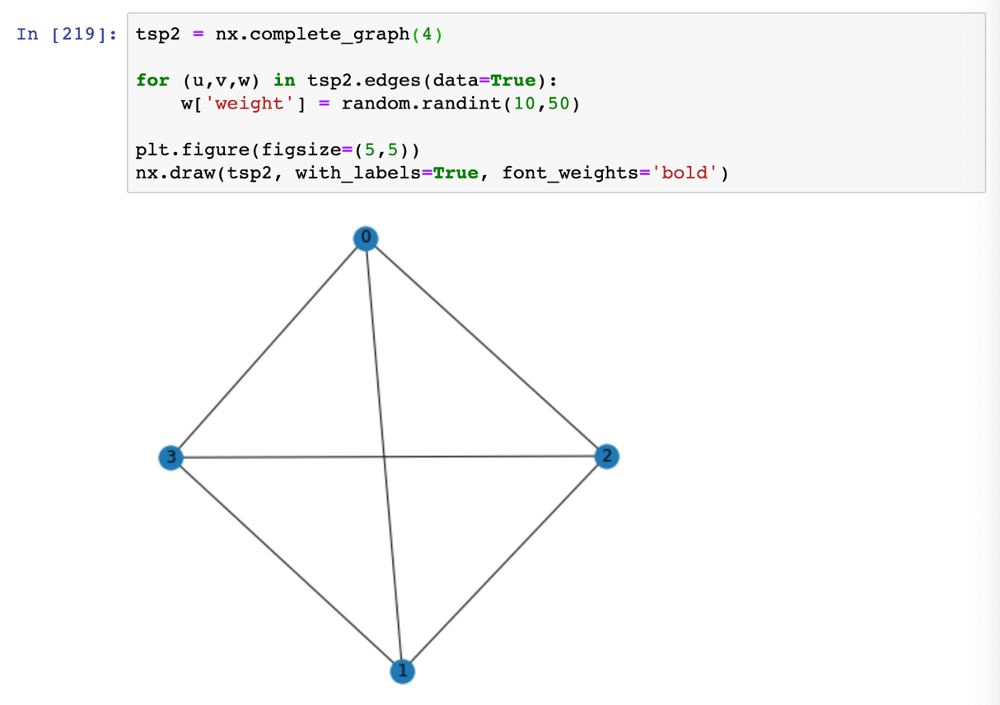 In [219]: tsp2 = nx.complete_graph(4)
for (u,v,w) in tsp2.edges(data=True):
    w['weight'] = random.randint(10,50)
plt.figure(figsize=(5,5))
nx.draw(tsp2, with_labels=True, font_weights='bold')
0
3
2
1